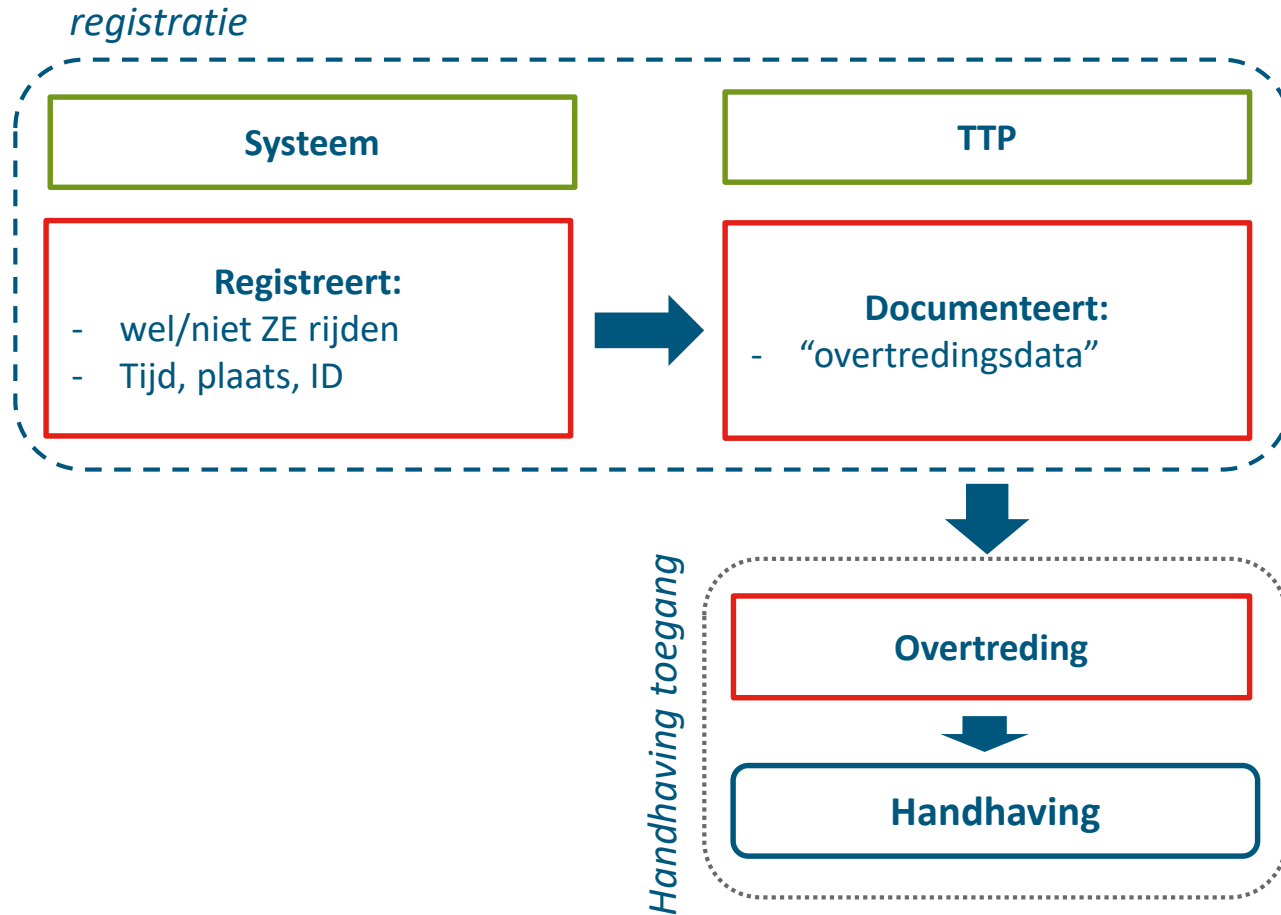 registratie
Systeem
TTP
Registreert:
- wel/niet ZE rijden
- Tijd, plaats, ID
Documenteert:
- “overtredingsdata”
Handhaving toegang
Overtreding
Handhaving